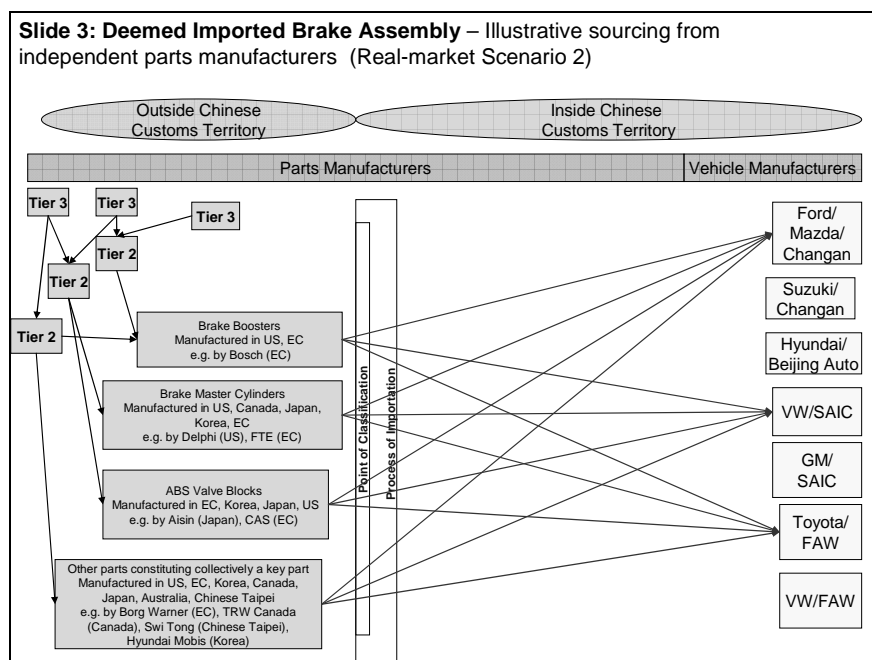 Slide 3: Deemed Imported Brake Assembly – Illustrative sourcing from
independent parts manufacturers (Real-market Scenario 2)
Outside Chinese
Customs Territory
Inside Chinese
Customs Territory
Parts Manufacturers
Vehicle Manufacturers
Tier 3
Tier 3
Tier 3
Tier 2
Tier 2
Tier 2
Brake Boosters
Manufactured in US, EC
e.g. by Bosch (EC)
Brake Master Cylinders
Manufactured in US, Canada, Japan,
Korea, EC
e.g. by Delphi (US), FTE (EC)
ABS Valve Blocks
Manufactured in EC, Korea, Japan, US
e.g. by Aisin (Japan), CAS (EC)
Other parts constituting collectively a key part
Manufactured in US, EC, Korea, Canada,
Japan, Australia, Chinese Taipei
e.g. by Borg Warner (EC), TRW Canada
(Canada), Swi Tong (Chinese Taipei),
Hyundai Mobis (Korea)
Point of Classification
Process of Importation
Ford/
Mazda/
Changan
Suzuki/
Changan
Hyundai/
Beijing Auto
VW/SAIC
GM/
SAIC
Toyota/
FAW
VW/FAW